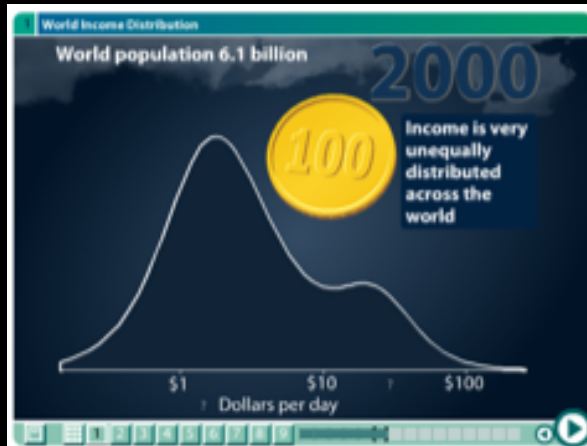 1 World Income Distribution
World population 6.1 billion
2000
100
Income is very
unequally
distributed
across the
world
$1 $10 ? $100
? Dollars per day
1 2 3 4 5 6 7 8 9